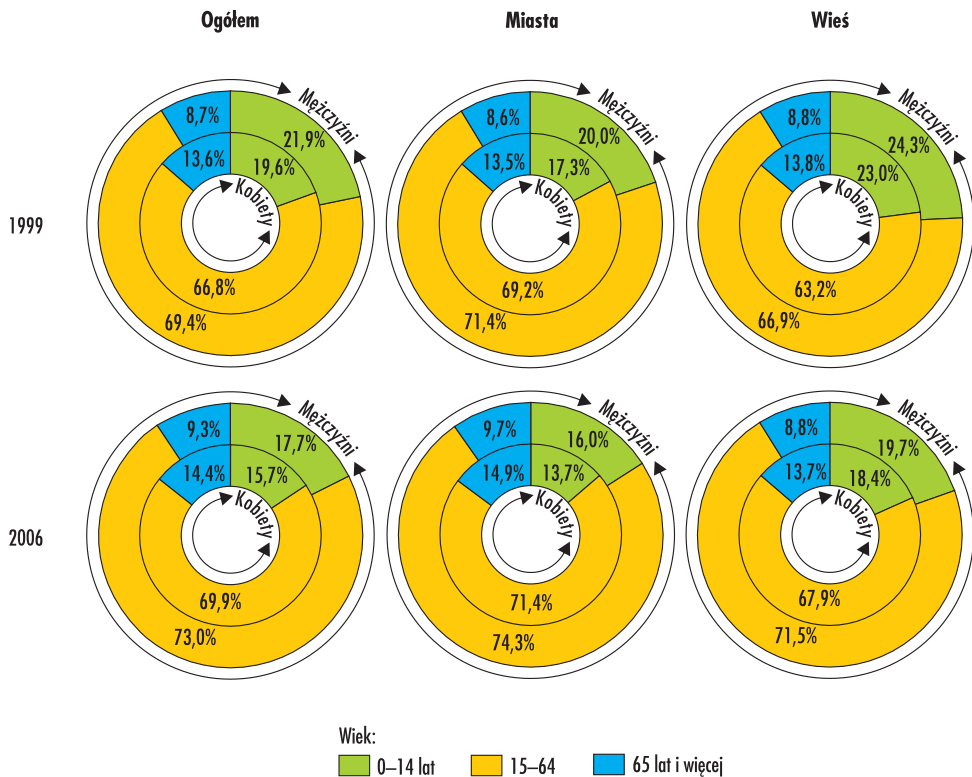 Ogółem
Miasta
Wieś
1999
8,7%
21,9%
Mężczyźni
13,6%
19,6%
Kobiety
66,8%
69,4%
8,6%
20,0%
Mężczyźni
13,5%
17,3%
Kobiety
69,2%
71,4%
8,8%
24,3%
Mężczyźni
13,8%
23,0%
Kobiety
63,2%
66,9%
2006
9,3%
17,7%
Mężczyźni
14,4%
15,7%
Kobiety
69,9%
73,0%
9,7%
16,0%
Mężczyźni
14,9%
13,7%
Kobiety
71,4%
74,3%
8,8%
19,7%
Mężczyźni
13,7%
18,4%
Kobiety
67,9%
71,5%
Wiek:
0–14 lat
15–64
65 lat i więcej